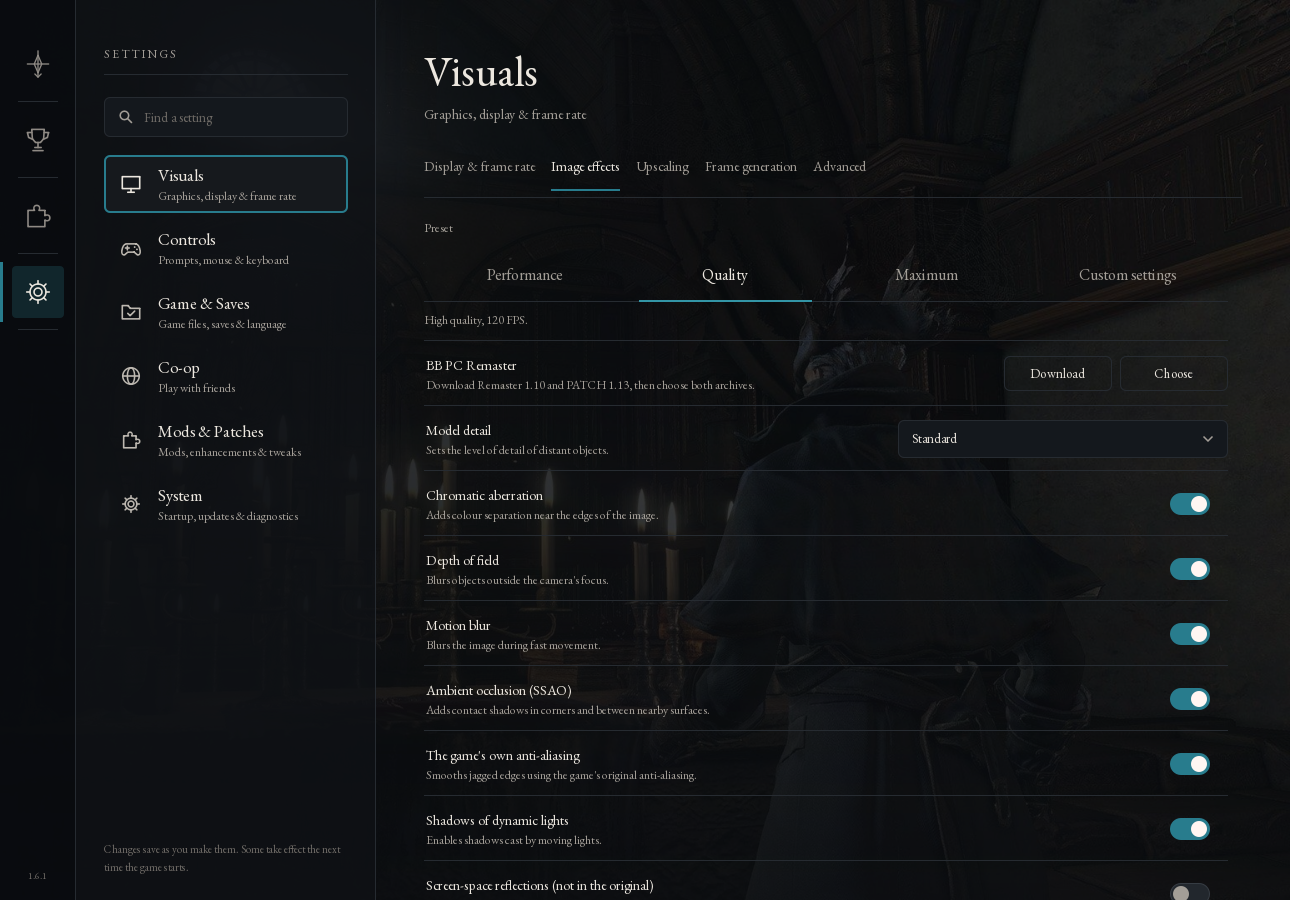 SETTINGS
Find a setting
Visuals
Graphics, display & frame rate
Controls
Prompts, mouse & keyboard
Game & Saves
Game files, saves & language
Co-op
Play with friends
Mods & Patches
Mods, enhancements & tweaks
System
Startup, updates & diagnostics
Changes save as you make them. Some take effect the next
time the game starts.
1.6.1
Visuals
Graphics, display & frame rate
Display & frame rate Image effects Upscaling Frame generation Advanced
Preset
Performance Quality Maximum Custom settings
High quality, 120 FPS.
BB PC Remaster
Download Remaster 1.10 and PATCH 1.13, then choose both archives.
Download Choose
Model detail
Sets the level of detail of distant objects.
Standard
Chromatic aberration
Adds colour separation near the edges of the image.
Depth of field
Blurs objects outside the camera's focus.
Motion blur
Blurs the image during fast movement.
Ambient occlusion (SSAO)
Adds contact shadows in corners and between nearby surfaces.
The game's own anti-aliasing
Smooths jagged edges using the game's original anti-aliasing.
Shadows of dynamic lights
Enables shadows cast by moving lights.
Screen-space reflections (not in the original)